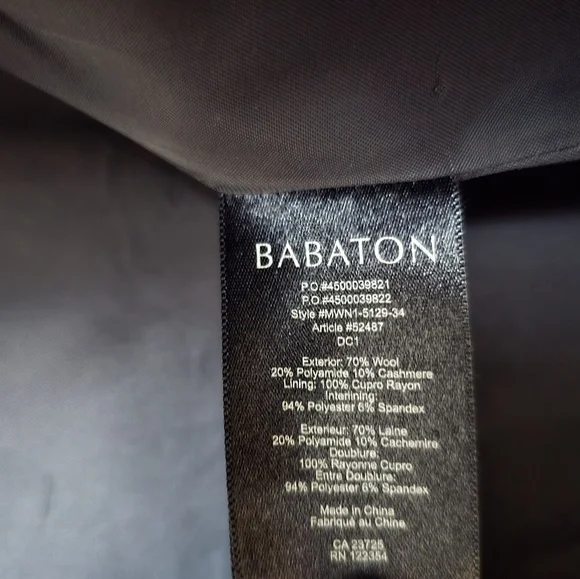 BABATON
P.O.#4500039821
P.O.#4500039822
Style #MWN1-5129-34
Article #52487
DC1
Exterior: 70% Wool
20% Polyamide 10% Cashmere
Lining: 100% Cupro Rayon
Interlining:
94% Polyester 6% Spandex
Exterieur: 70% Laine
20% Polyamide 10% Cachemire
Doublure:
100% Rayonne Cupro
Entre Doublure:
94% Polyester 6% Spandex
Made in China
Fabriqué au Chine
CA 23725
RN 122354